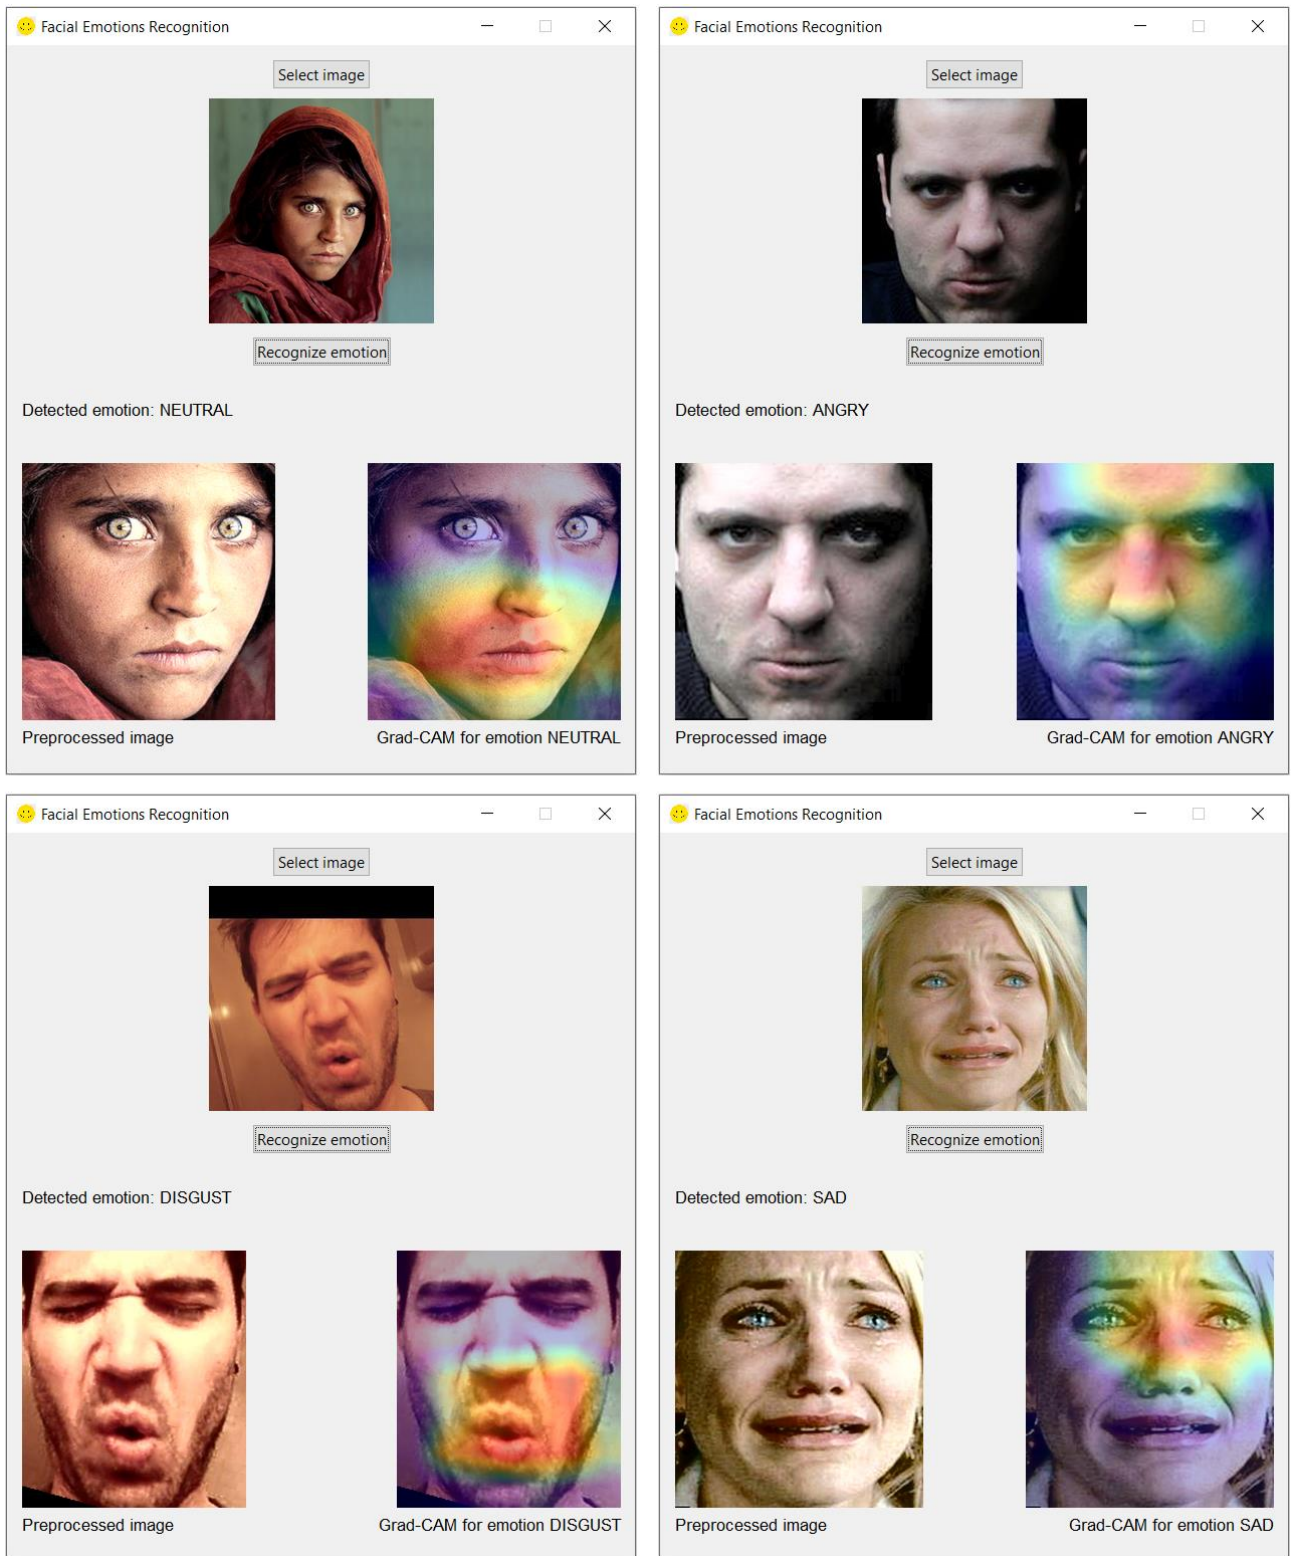 Facial Emotions Recognition
Select image
Recognize emotion
Detected emotion: NEUTRAL
Preprocessed image
Grad-CAM for emotion NEUTRAL
Facial Emotions Recognition
Select image
Recognize emotion
Detected emotion: ANGRY
Preprocessed image
Grad-CAM for emotion ANGRY
Facial Emotions Recognition
Select image
Recognize emotion
Detected emotion: DISGUST
Preprocessed image
Grad-CAM for emotion DISGUST
Facial Emotions Recognition
Select image
Recognize emotion
Detected emotion: SAD
Preprocessed image
Grad-CAM for emotion SAD